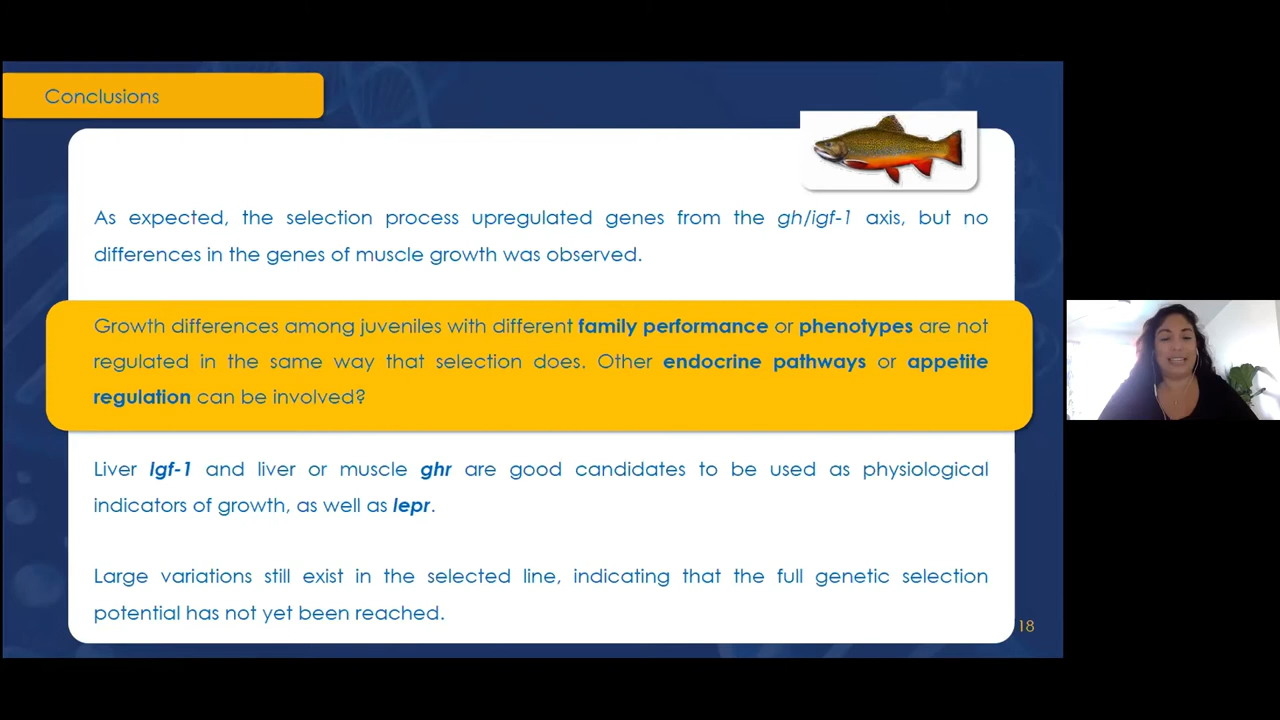 Conclusions
As expected, the selection process upregulated genes from the gh/igf-1 axis, but no
differences in the genes of muscle growth was observed.
Growth differences among juveniles with different family performance or phenotypes are not
regulated in the same way that selection does. Other endocrine pathways or appetite
regulation can be involved?
Liver Igf-1 and liver or muscle ghr are good candidates to be used as physiological
indicators of growth, as well as lepr.
Large variations still exist in the selected line, indicating that the full genetic selection
potential has not yet been reached.
18